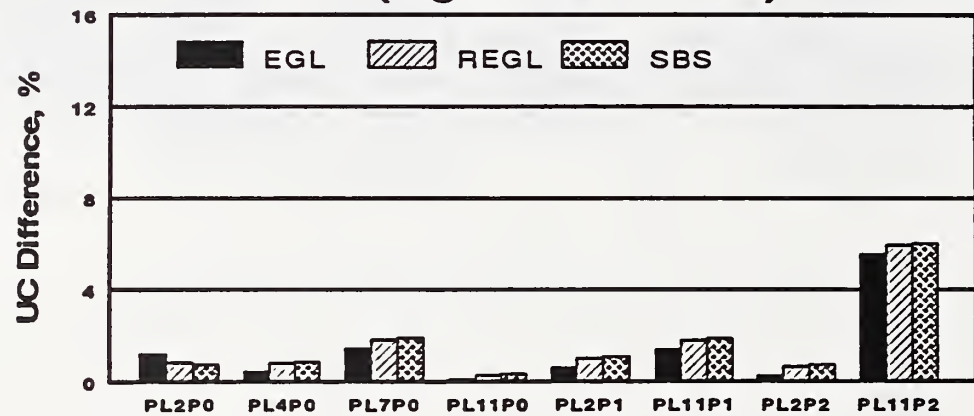 16
EGL REGL SBS
12
8
4
0
UC Difference, %
PL2P0 PL4P0 PL7P0 PL11P0 PL2P1 PL11P1 PL2P2 PL11P2